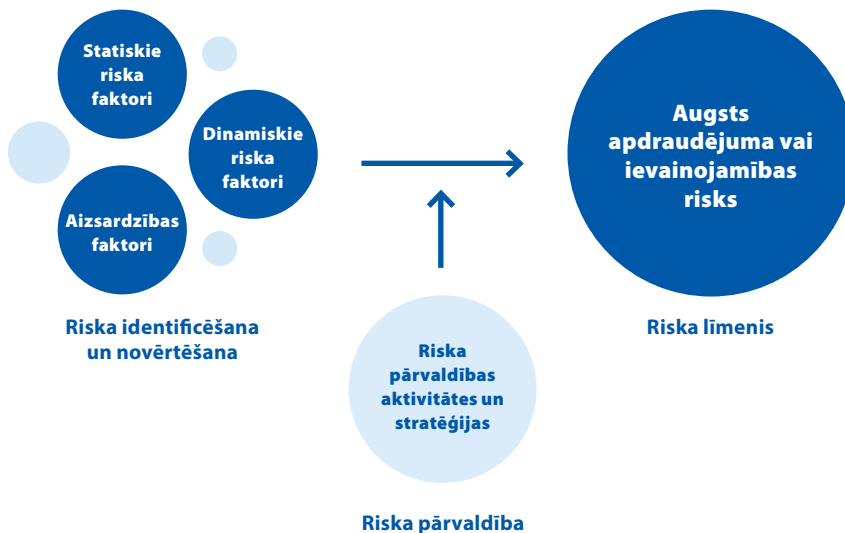 Statiskie
riska
faktori
Dinamiskie
riska
faktori
Aizsardzības
faktori
Riska identificēšana
un novērtēšana
Augsts
apdraudējuma vai
ievainojamības
risks
Riska līmenis
Riska
pārvaldības
aktivitātes un
stratēģijas
Riska pārvaldība